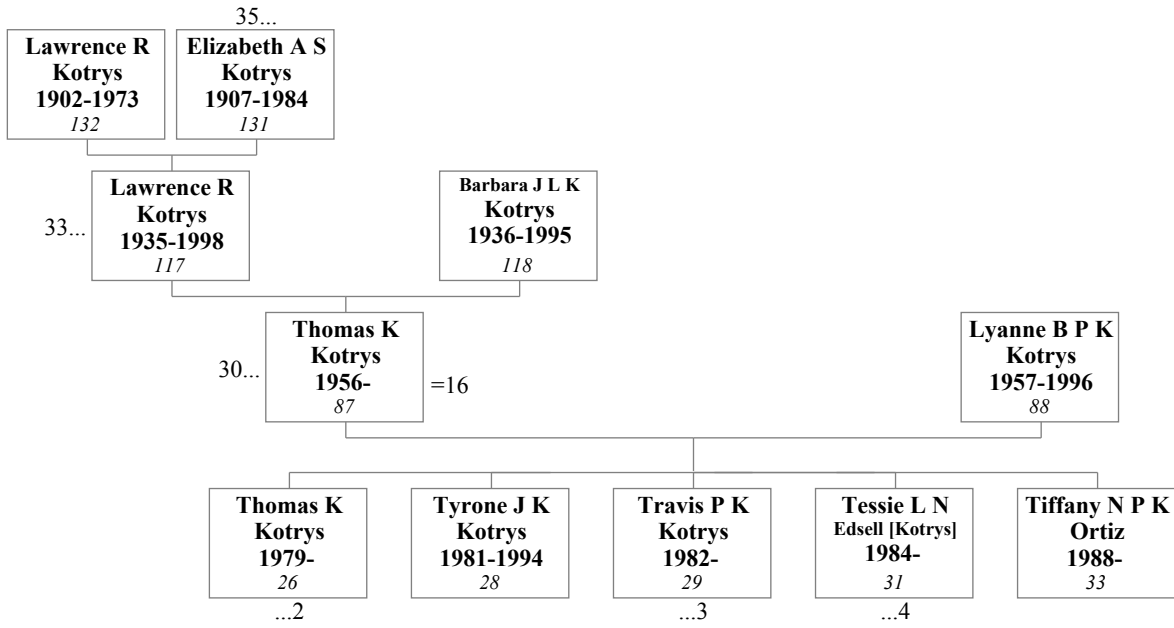 35...
Lawrence R
Kotrys
1902-1973
132
Elizabeth A S
Kotrys
1907-1984
131
33...
Lawrence R
Kotrys
1935-1998
117
Barbara J L K
Kotrys
1936-1995
118
30...
Thomas K
Kotrys
1956-
87
=16
Lyanne B P K
Kotrys
1957-1996
88
Thomas K
Kotrys
1979-
26
...2
Tyrone J K
Kotrys
1981-1994
28
Travis P K
Kotrys
1982-
29
...3
Tessie L N
Edsell [Kotrys]
1984-
31
...4
Tiffany N P K
Ortiz
1988-
33